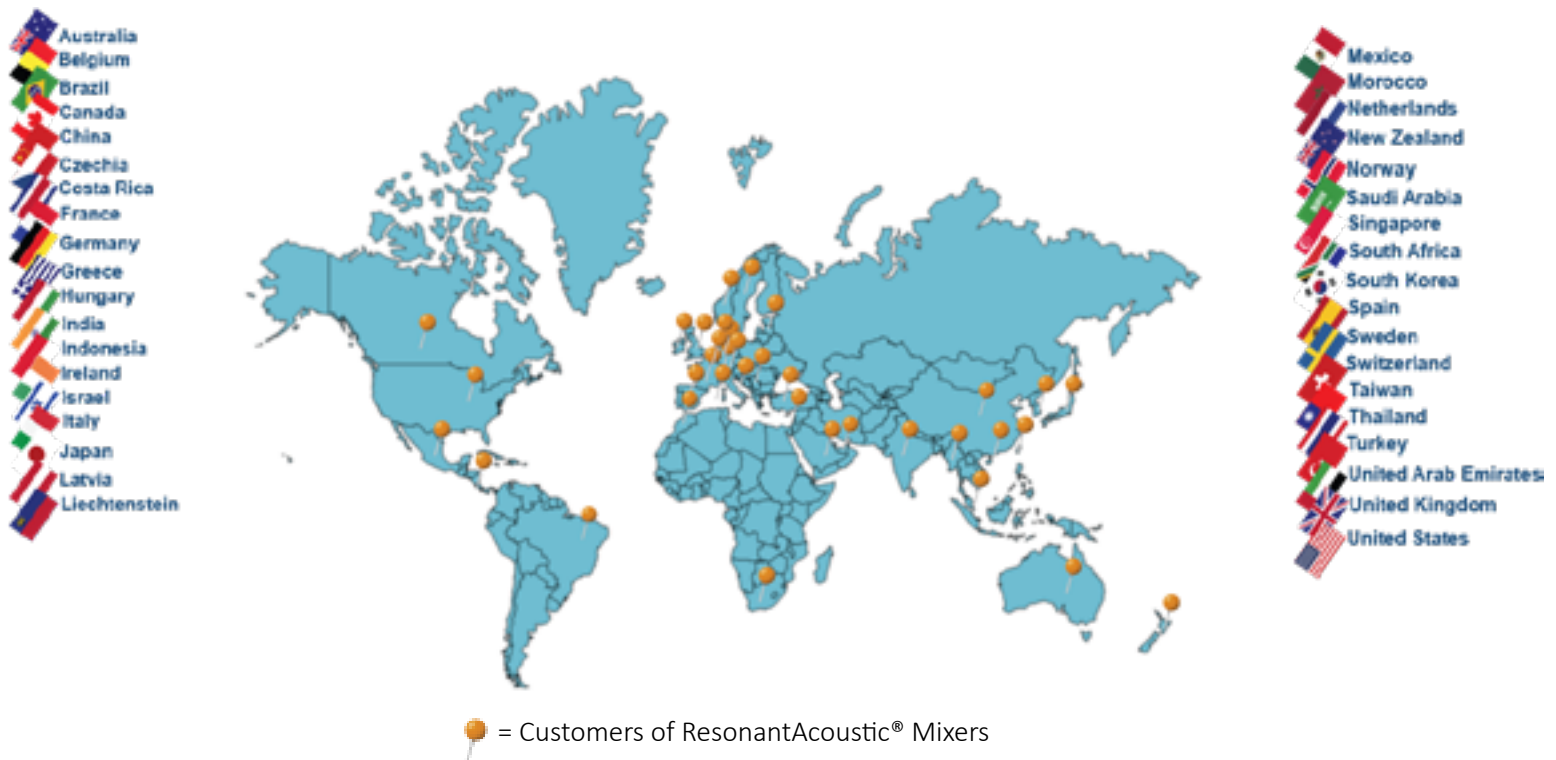 Australia
Belgium
Brazil
Canada
China
Czechia
Costa Rica
France
Germany
Greece
Hungary
India
Indonesia
Ireland
Israel
Italy
Japan
Latvia
Liechtenstein
Mexico
Morocco
Netherlands
New Zealand
Norway
Saudi Arabia
Singapore
South Africa
South Korea
Spain
Sweden
Switzerland
Taiwan
Thailand
Turkey
United Arab Emirates
United Kingdom
United States
= Customers of ResonantAcoustic® Mixers